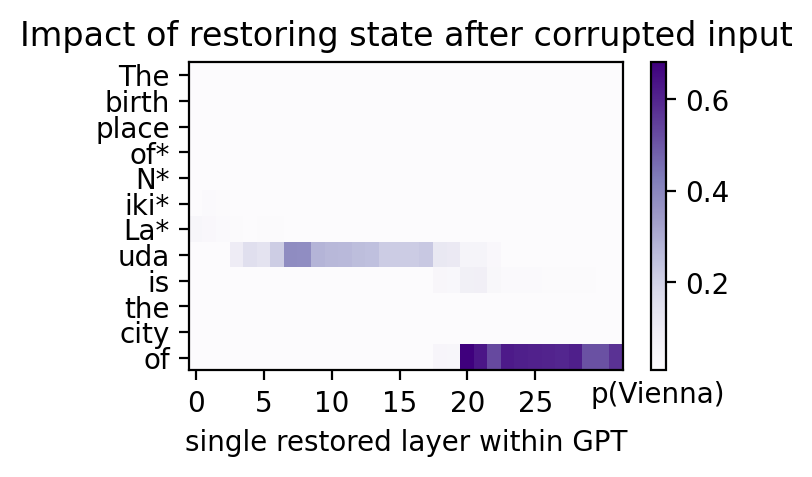 Impact of restoring state after corrupted input
The
birth
place
of*
N*
iki*
La*
uda
is
the
city
of
0 5 10 15 20 25
single restored layer within GPT
0.6
0.4
0.2
p(Vienna)